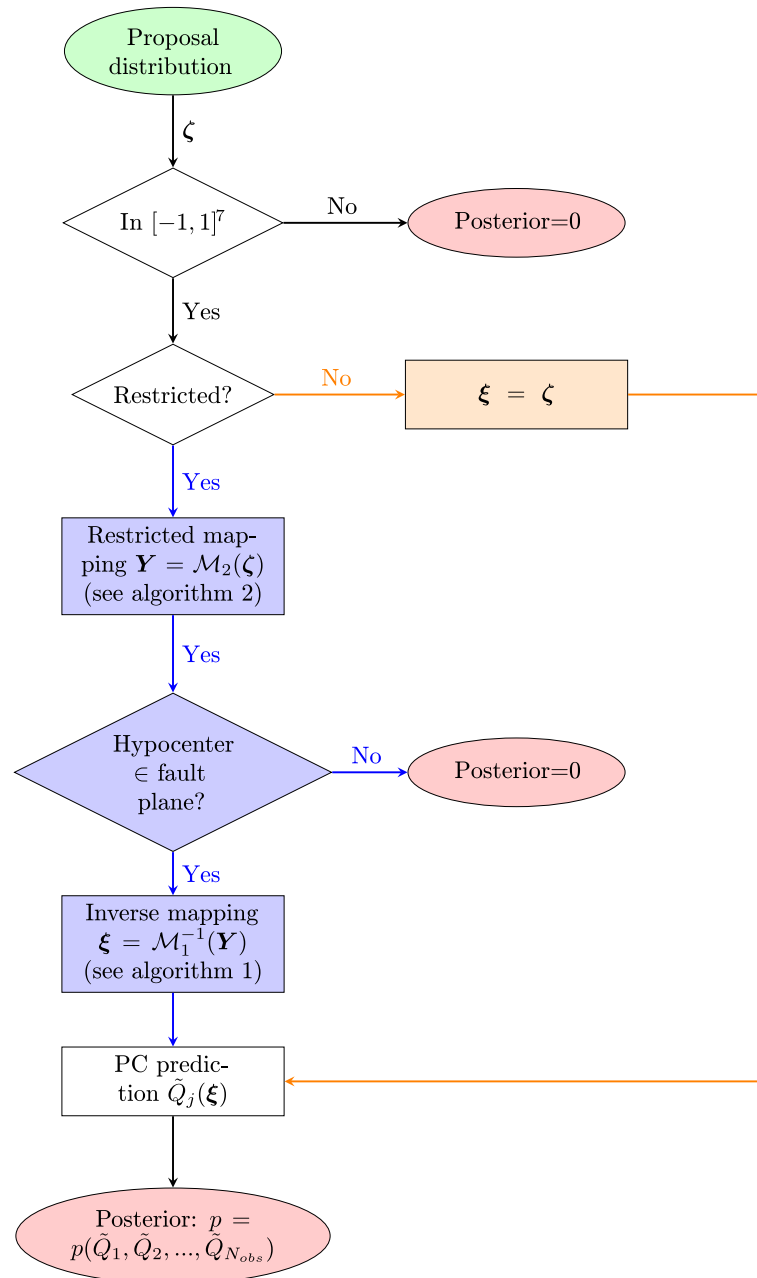 Proposal
distribution
ζ
In [−1, 1]⁷
No
Posterior=0
Yes
Restricted?
No
ξ = ζ
Yes
Restricted map-
ping Y = ℳ₂(ζ)
(see algorithm 2)
Yes
Hypocenter
∈ fault
plane?
No
Posterior=0
Yes
Inverse mapping
ξ = ℳ₁⁻¹(Y)
(see algorithm 1)
PC predic-
tion Q̃ⱼ(ξ)
Posterior: p =
p(Q̃₁, Q̃₂, ..., Q̃_{N_{obs}})